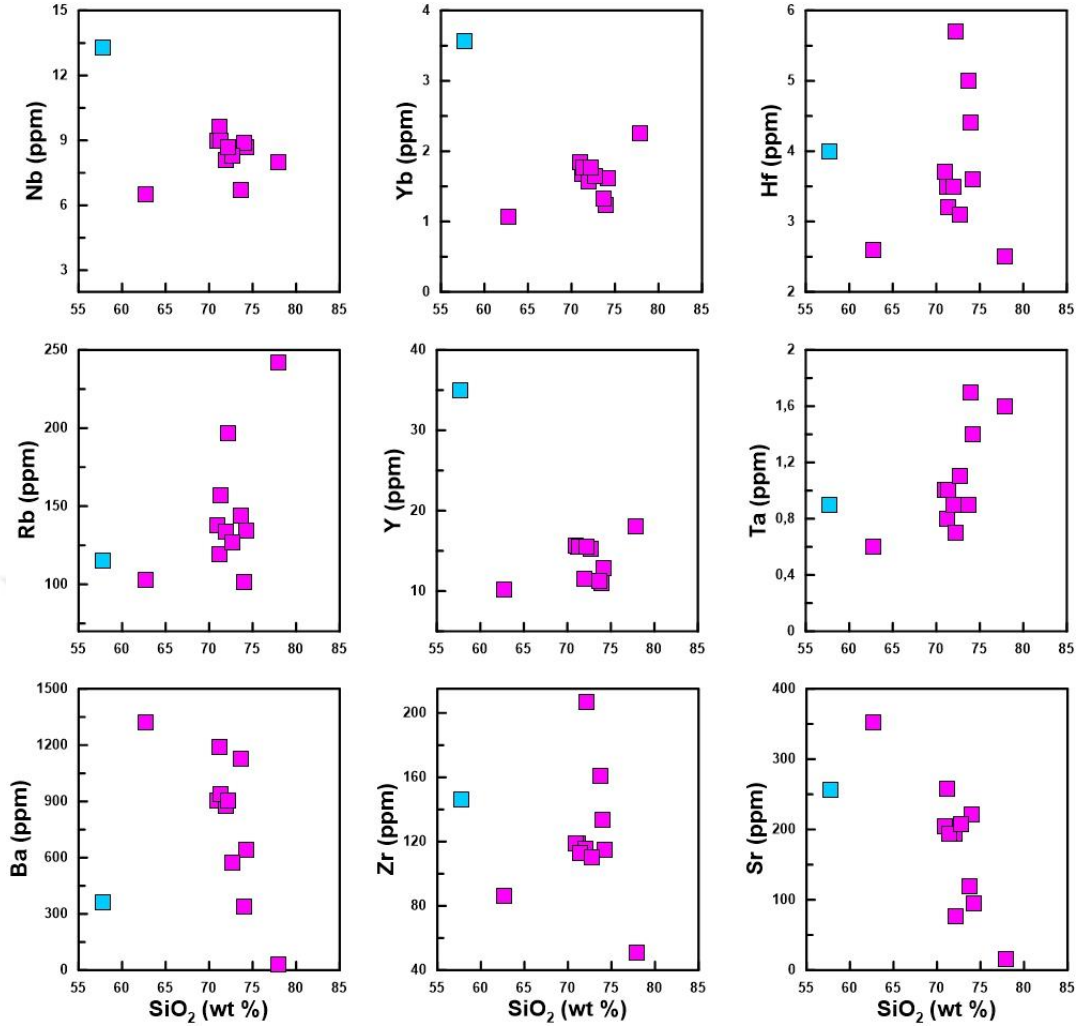 15
12
9
6
3
Nb (ppm)
55 60 65 70 75 80 85
4
3
2
1
0
Yb (ppm)
55 60 65 70 75 80 85
6
5
4
3
2
Hf (ppm)
55 60 65 70 75 80 85
250
200
150
100
Rb (ppm)
55 60 65 70 75 80 85
40
30
20
10
Y (ppm)
55 60 65 70 75 80 85
2
1,6
1,2
0,8
0,4
0
Ta (ppm)
55 60 65 70 75 80 85
1500
1200
900
600
300
0
Ba (ppm)
55 60 65 70 75 80 85
SiO₂ (wt %)
200
160
120
80
40
Zr (ppm)
55 60 65 70 75 80 85
SiO₂ (wt %)
400
300
200
100
0
Sr (ppm)
55 60 65 70 75 80 85
SiO₂ (wt %)